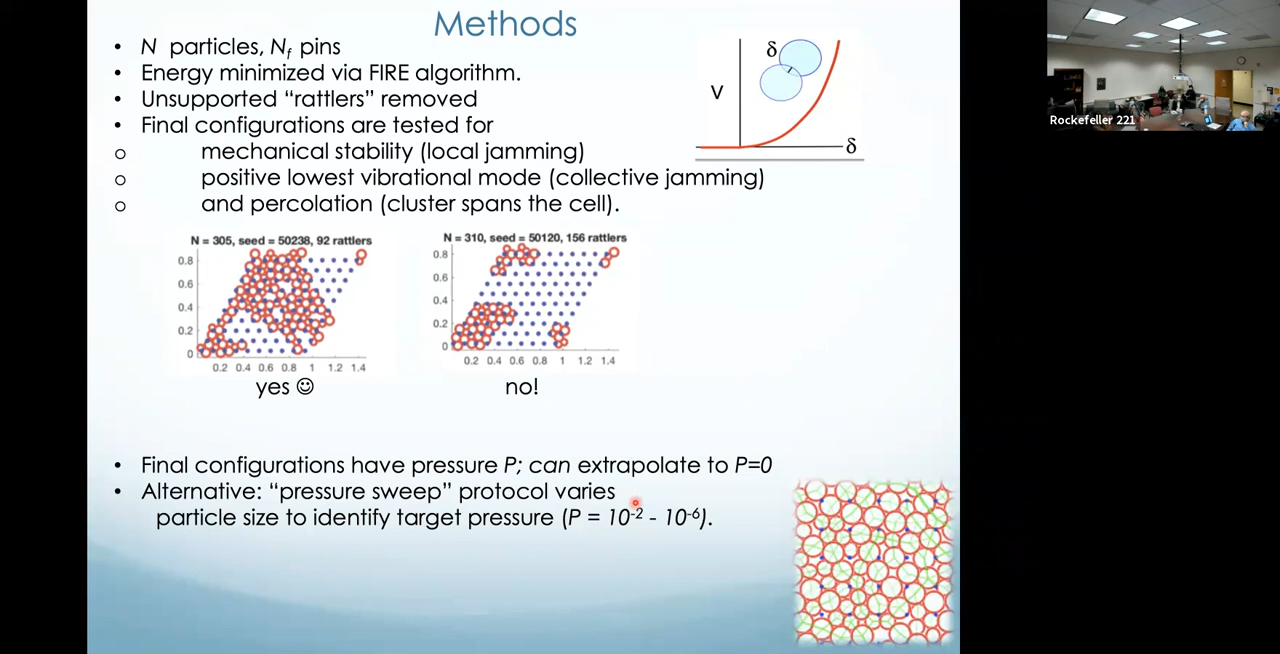 Methods
• N particles, Nf pins
• Energy minimized via FIRE algorithm.
• Unsupported “rattlers” removed
• Final configurations are tested for
o mechanical stability (local jamming)
o positive lowest vibrational mode (collective jamming)
o and percolation (cluster spans the cell).
δ
V
δ
Rockefeller 221
N = 305, seed = 50238, 92 rattlers
0.8
0.6
0.4
0.2
0
0.2 0.4 0.6 0.8 1 1.2 1.4
yes ☺
N = 310, seed = 50120, 156 rattlers
0.8
0.6
0.4
0.2
0
0.2 0.4 0.6 0.8 1 1.2 1.4
no!
• Final configurations have pressure P; can extrapolate to P=0
• Alternative: “pressure sweep” protocol varies
particle size to identify target pressure (P = 10⁻² - 10⁻⁶).